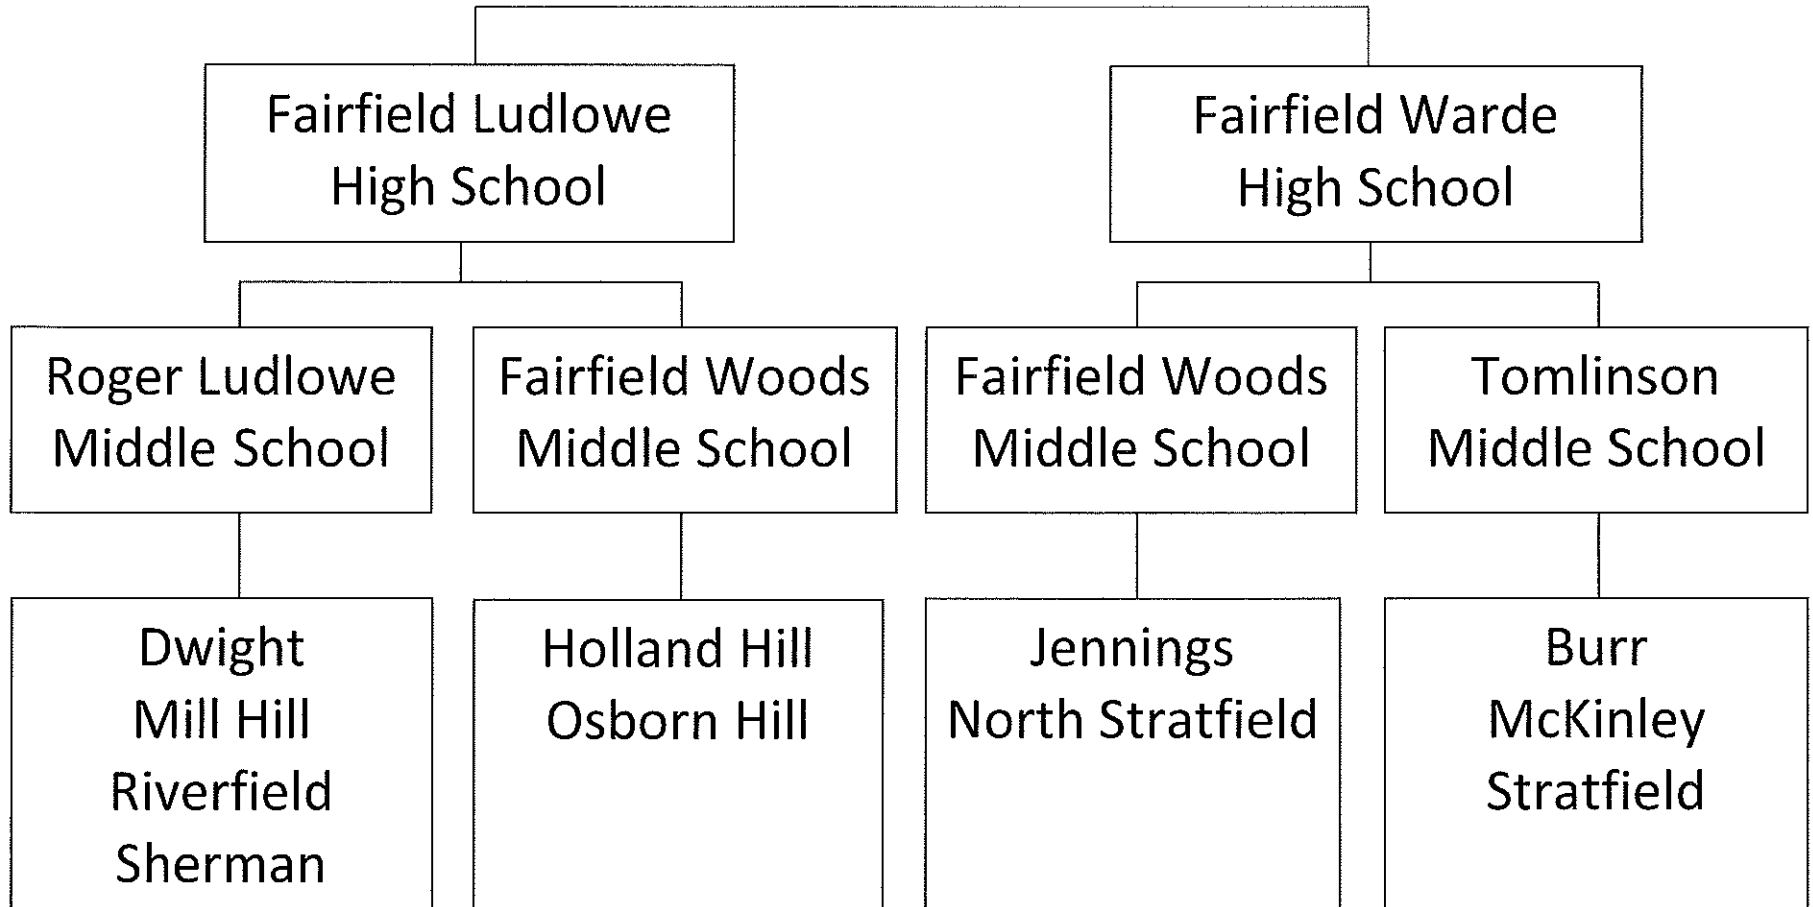 Fairfield Ludlowe
High School
Fairfield Warde
High School
Roger Ludlowe
Middle School
Fairfield Woods
Middle School
Fairfield Woods
Middle School
Tomlinson
Middle School
Dwight
Mill Hill
Riverfield
Sherman
Holland Hill
Osborn Hill
Jennings
North Stratfield
Burr
McKinley
Stratfield